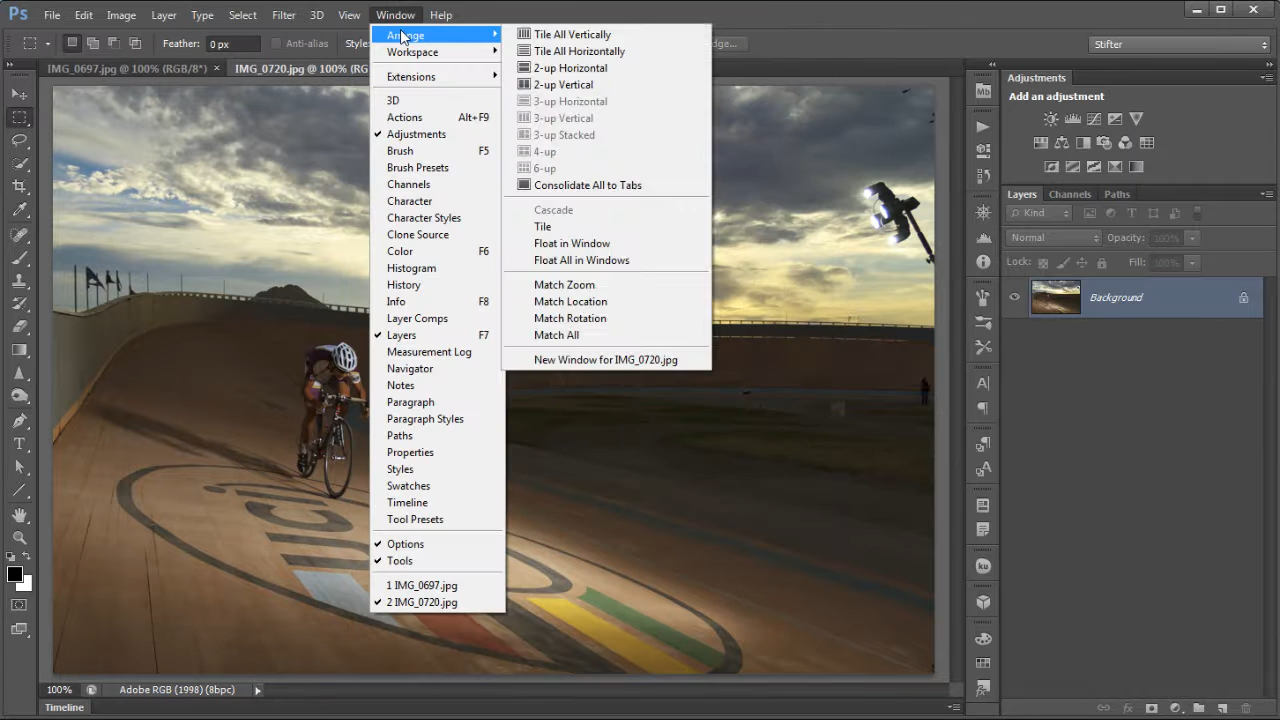 Ps File Edit Image Layer Type Select Filter 3D View Window Help
Feather: 0 px Anti-alias Style: Stifter
IMG_0697.jpg @ 100% (RGB/8*) × IMG_0720.jpg @ 100% (RG
Arrange
Workspace
Extensions
3D
Actions Alt+F9
Adjustments
Brush F5
Brush Presets
Channels
Character
Character Styles
Clone Source
Color F6
Histogram
History
Info F8
Layer Comps
Layers F7
Measurement Log
Navigator
Notes
Paragraph
Paragraph Styles
Paths
Properties
Styles
Swatches
Timeline
Tool Presets
Options
Tools
1 IMG_0697.jpg
2 IMG_0720.jpg
Tile All Vertically
Tile All Horizontally
2-up Horizontal
2-up Vertical
3-up Horizontal
3-up Vertical
3-up Stacked
4-up
6-up
Consolidate All to Tabs
Cascade
Tile
Float in Window
Float All in Windows
Match Zoom
Match Location
Match Rotation
Match All
New Window for IMG_0720.jpg
Mb
Adjustments
Add an adjustment
Layers Channels Paths
Kind
Normal Opacity: 100%
Lock: Fill: 100%
Background
ku
UCI
100% Adobe RGB (1998) (8bpc)
Timeline